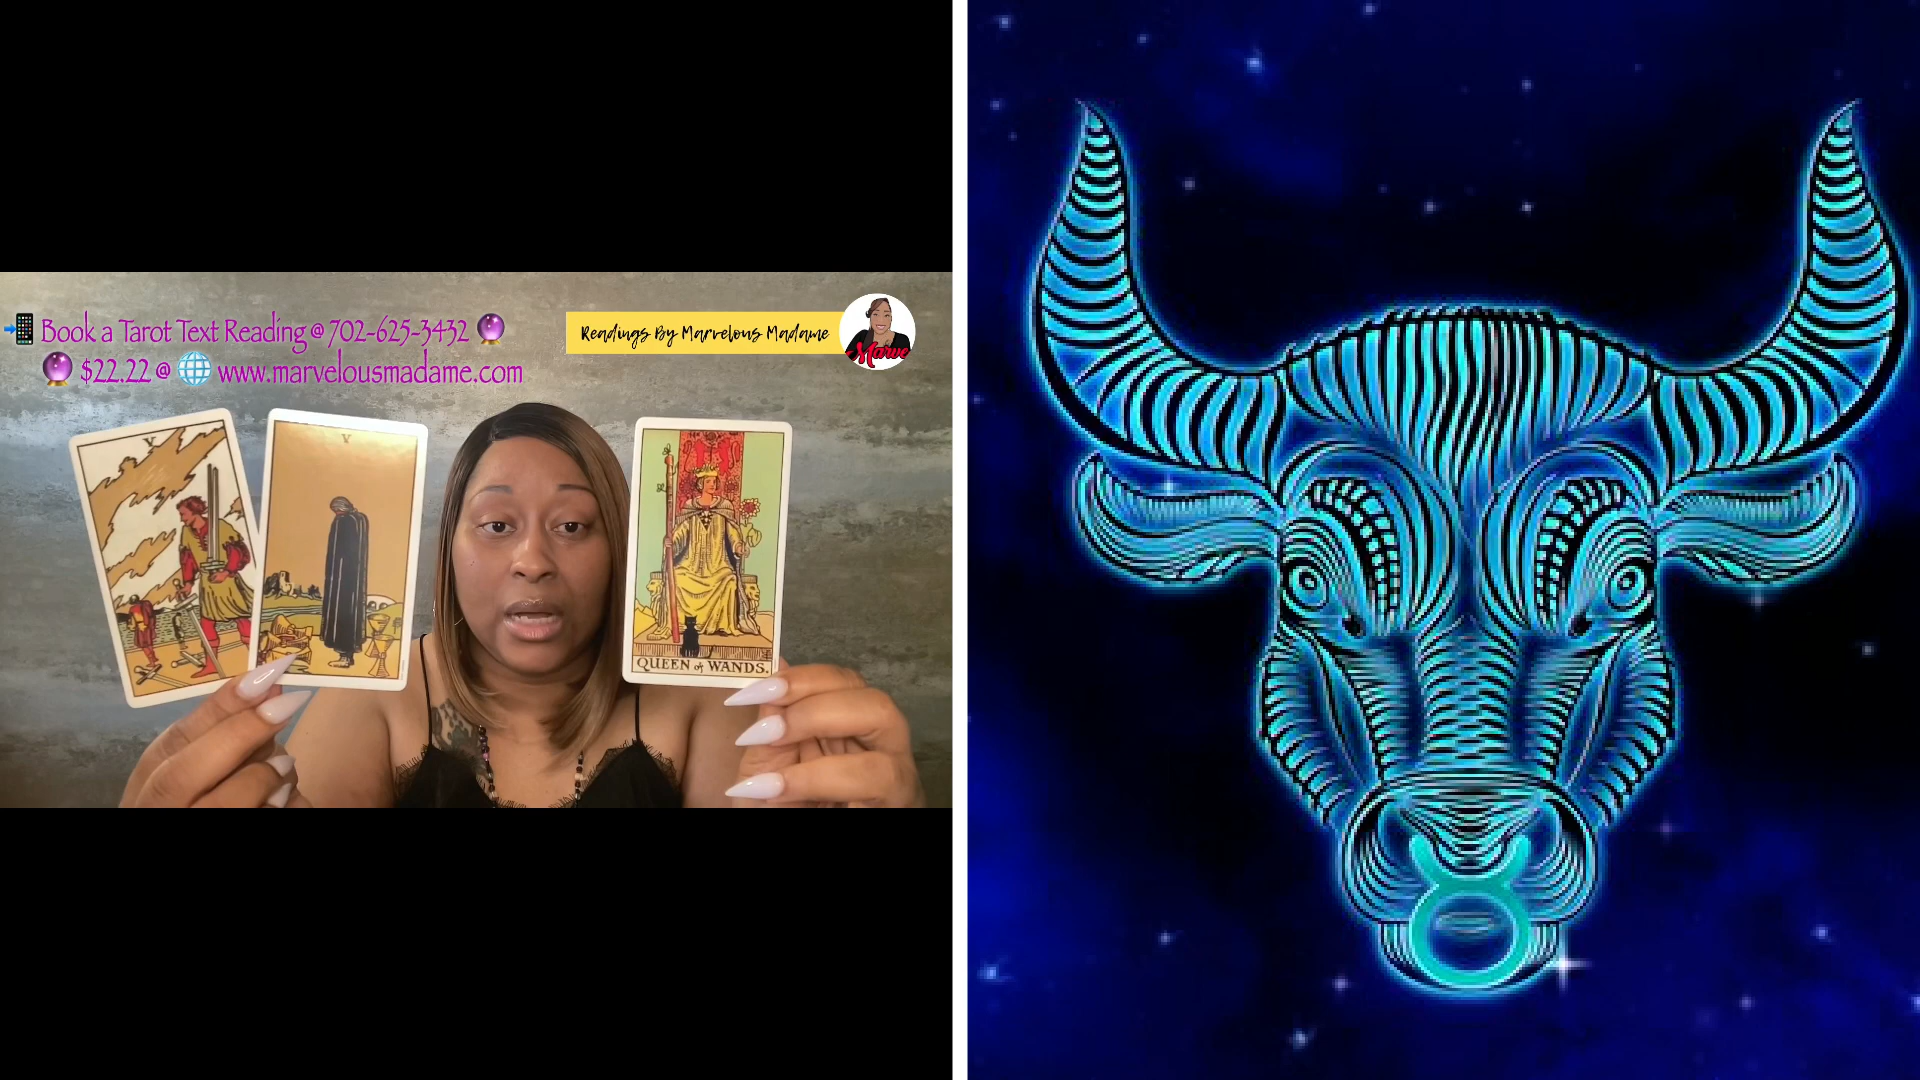 Book a Tarot Text Reading @ 702-625-3432
$22.22 @ www.marvelousmadame.com
Readings By Marvelous Madame
Marve
V
V
QUEEN of WANDS.